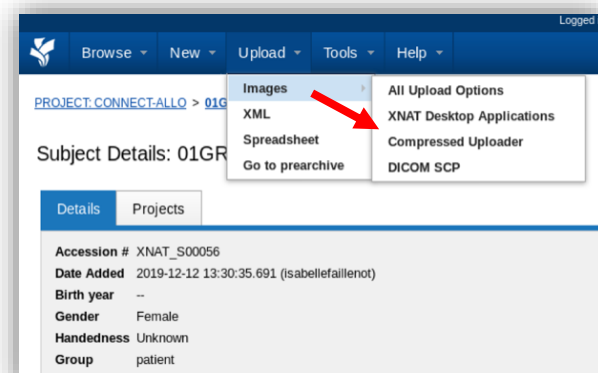 Logged
Browse New Upload Tools Help
Images All Upload Options
PROJECT: CONNECT-ALLO > 01G
XML XNAT Desktop Applications
Spreadsheet Compressed Uploader
Subject Details: 01GR
Go to prearchive DICOM SCP
Details Projects
Accession # XNAT_S00056
Date Added 2019-12-12 13:30:35.691 (isabellefaillenot)
Birth year --
Gender Female
Handedness Unknown
Group patient